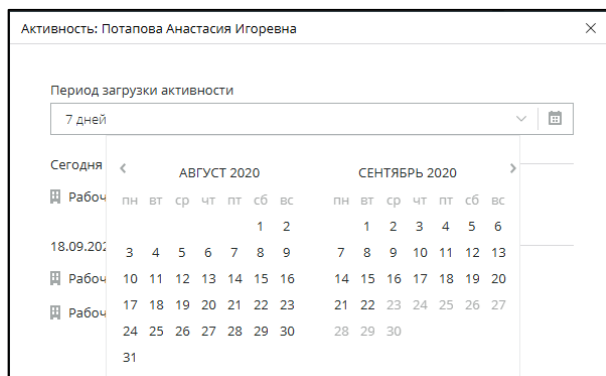 Активность: Потапова Анастасия Игоревна
Период загрузки активности
7 дней
Сегодня
АВГУСТ 2020 СЕНТЯБРЬ 2020
Рабоч
пн вт ср чт пт сб вс пн вт ср чт пт сб вс
1 2 1 2 3 4 5 6
18.09.202
3 4 5 6 7 8 9 7 8 9 10 11 12 13
Рабоч
10 11 12 13 14 15 16 14 15 16 17 18 19 20
Рабоч
17 18 19 20 21 22 23 21 22 23 24 25 26 27
24 25 26 27 28 29 30 28 29 30
31